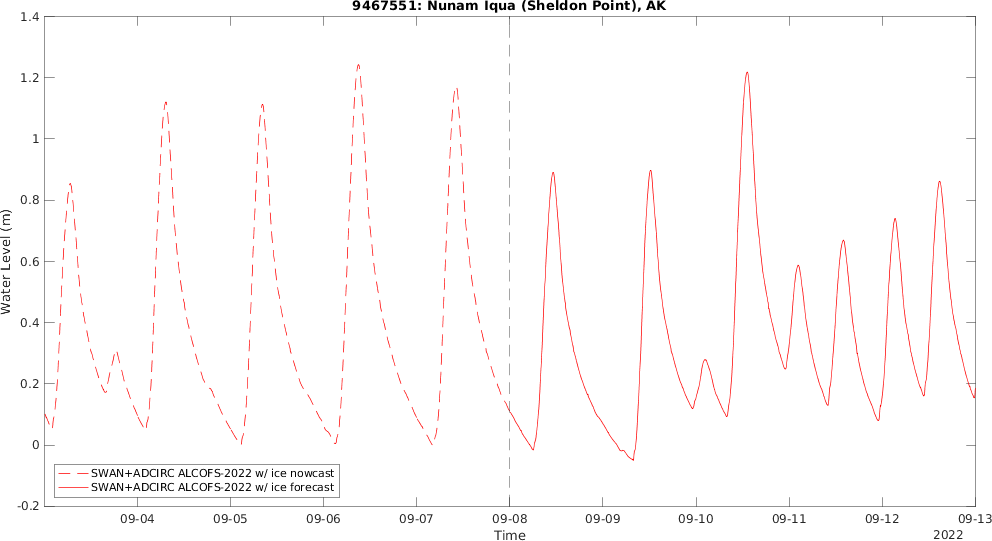 9467551: Nunam Iqua (Sheldon Point), AK
1.4
1.2
1
0.8
0.6
0.4
0.2
0
-0.2
Water Level (m)
SWAN+ADCIRC ALCOFS-2022 w/ ice nowcast
SWAN+ADCIRC ALCOFS-2022 w/ ice forecast
09-04 09-05 09-06 09-07 09-08 09-09 09-10 09-11 09-12 09-13
Time
2022